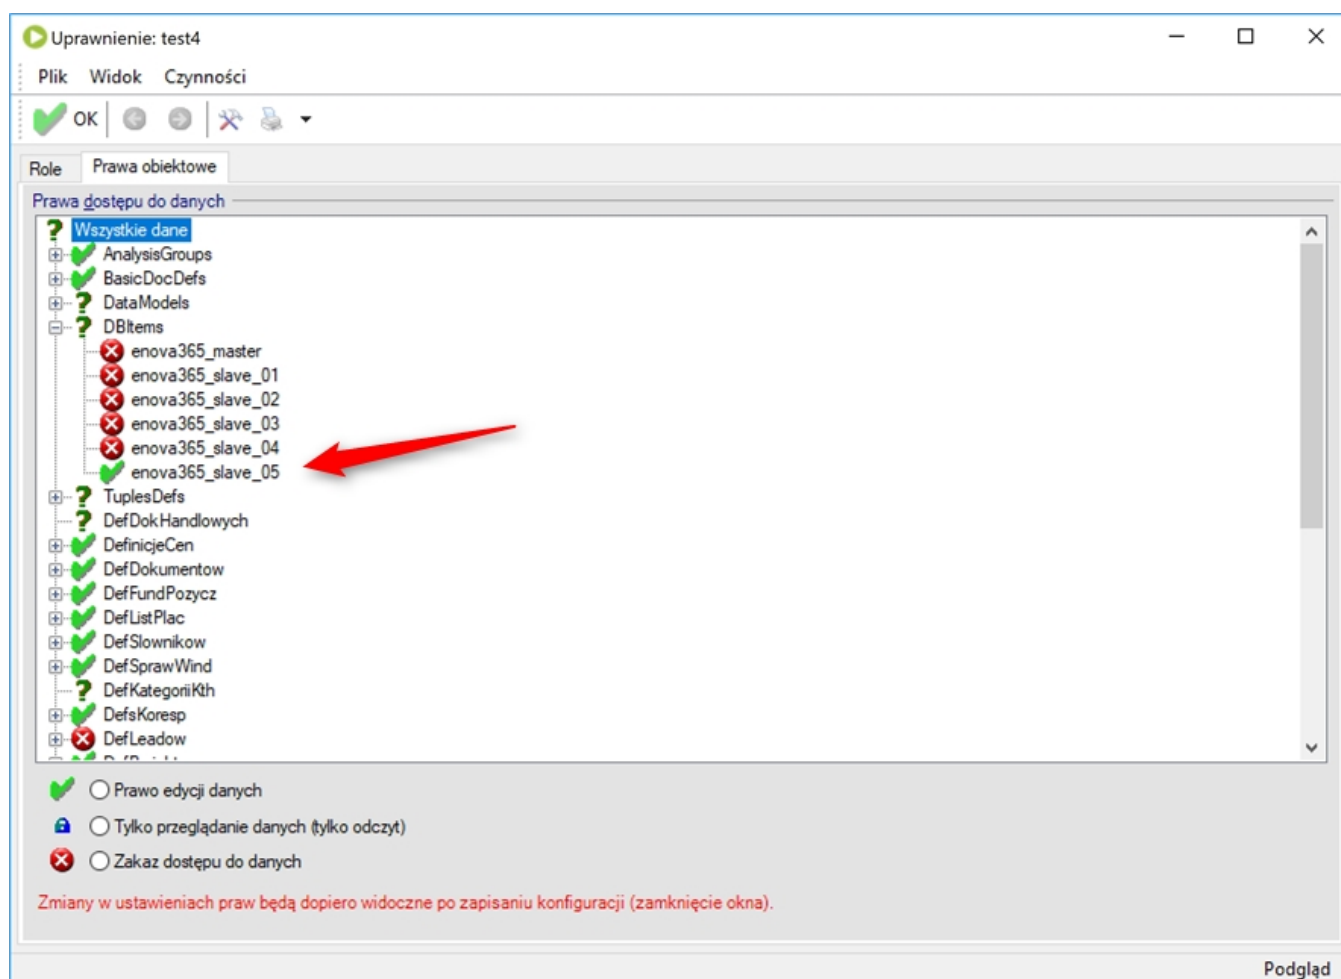 Uprawnienie: test4
Plik Widok Czynności
OK
Role Prawa obiektowe
Prawa dostępu do danych
Wszystkie dane
AnalysisGroups
BasicDocDefs
DataModels
DBItems
enova365_master
enova365_slave_01
enova365_slave_02
enova365_slave_03
enova365_slave_04
enova365_slave_05
TuplesDefs
DefDokHandlowych
DefinicjeCen
DefDokumentow
DefFundPozycz
DefListPlac
DefSlownikow
DefSprawWind
DefKategoriiKth
DefsKoresp
DefLeadow
Prawo edycji danych
Tylko przeglądanie danych (tylko odczyt)
Zakaz dostępu do danych
Zmiany w ustawieniach praw będą dopiero widoczne po zapisaniu konfiguracji (zamknięcie okna).
Podgląd